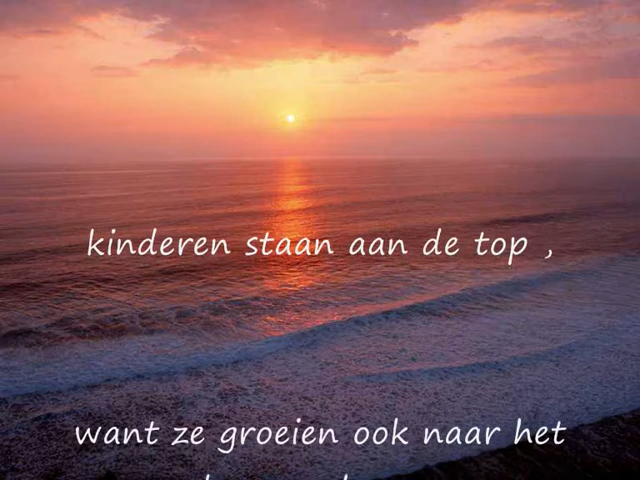 kinderen staan aan de top ,
want ze groeien ook naar het